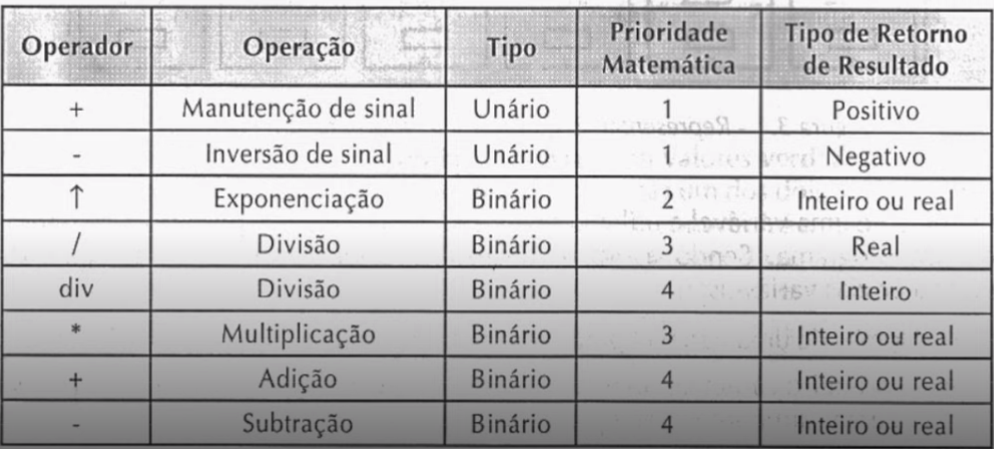 Operador Operação Tipo Prioridade Matemática Tipo de Retorno de Resultado
+ Manutenção de sinal Unário 1 Positivo
- Inversão de sinal Unário 1 Negativo
↑ Exponenciação Binário 2 Inteiro ou real
/ Divisão Binário 3 Real
div Divisão Binário 4 Inteiro
* Multiplicação Binário 3 Inteiro ou real
+ Adição Binário 4 Inteiro ou real
- Subtração Binário 4 Inteiro ou real